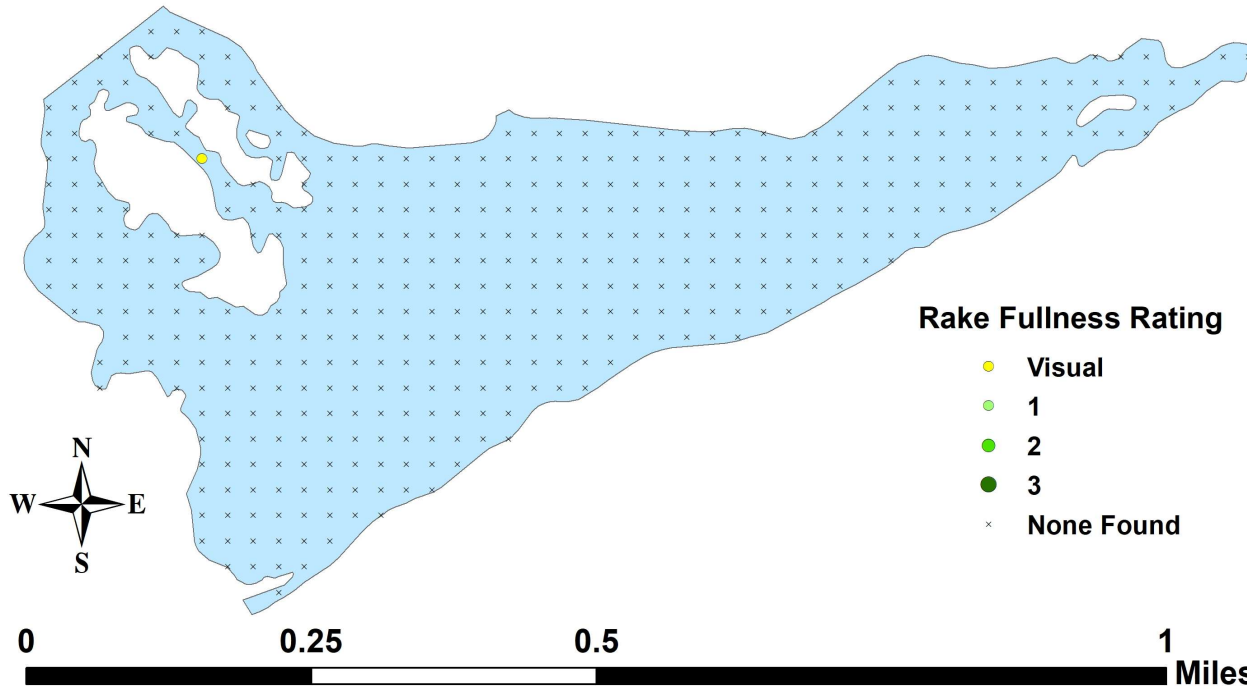 Rake Fullness Rating
Visual
1
2
3
None Found
N
W E
S
0 0.25 0.5 1
Miles